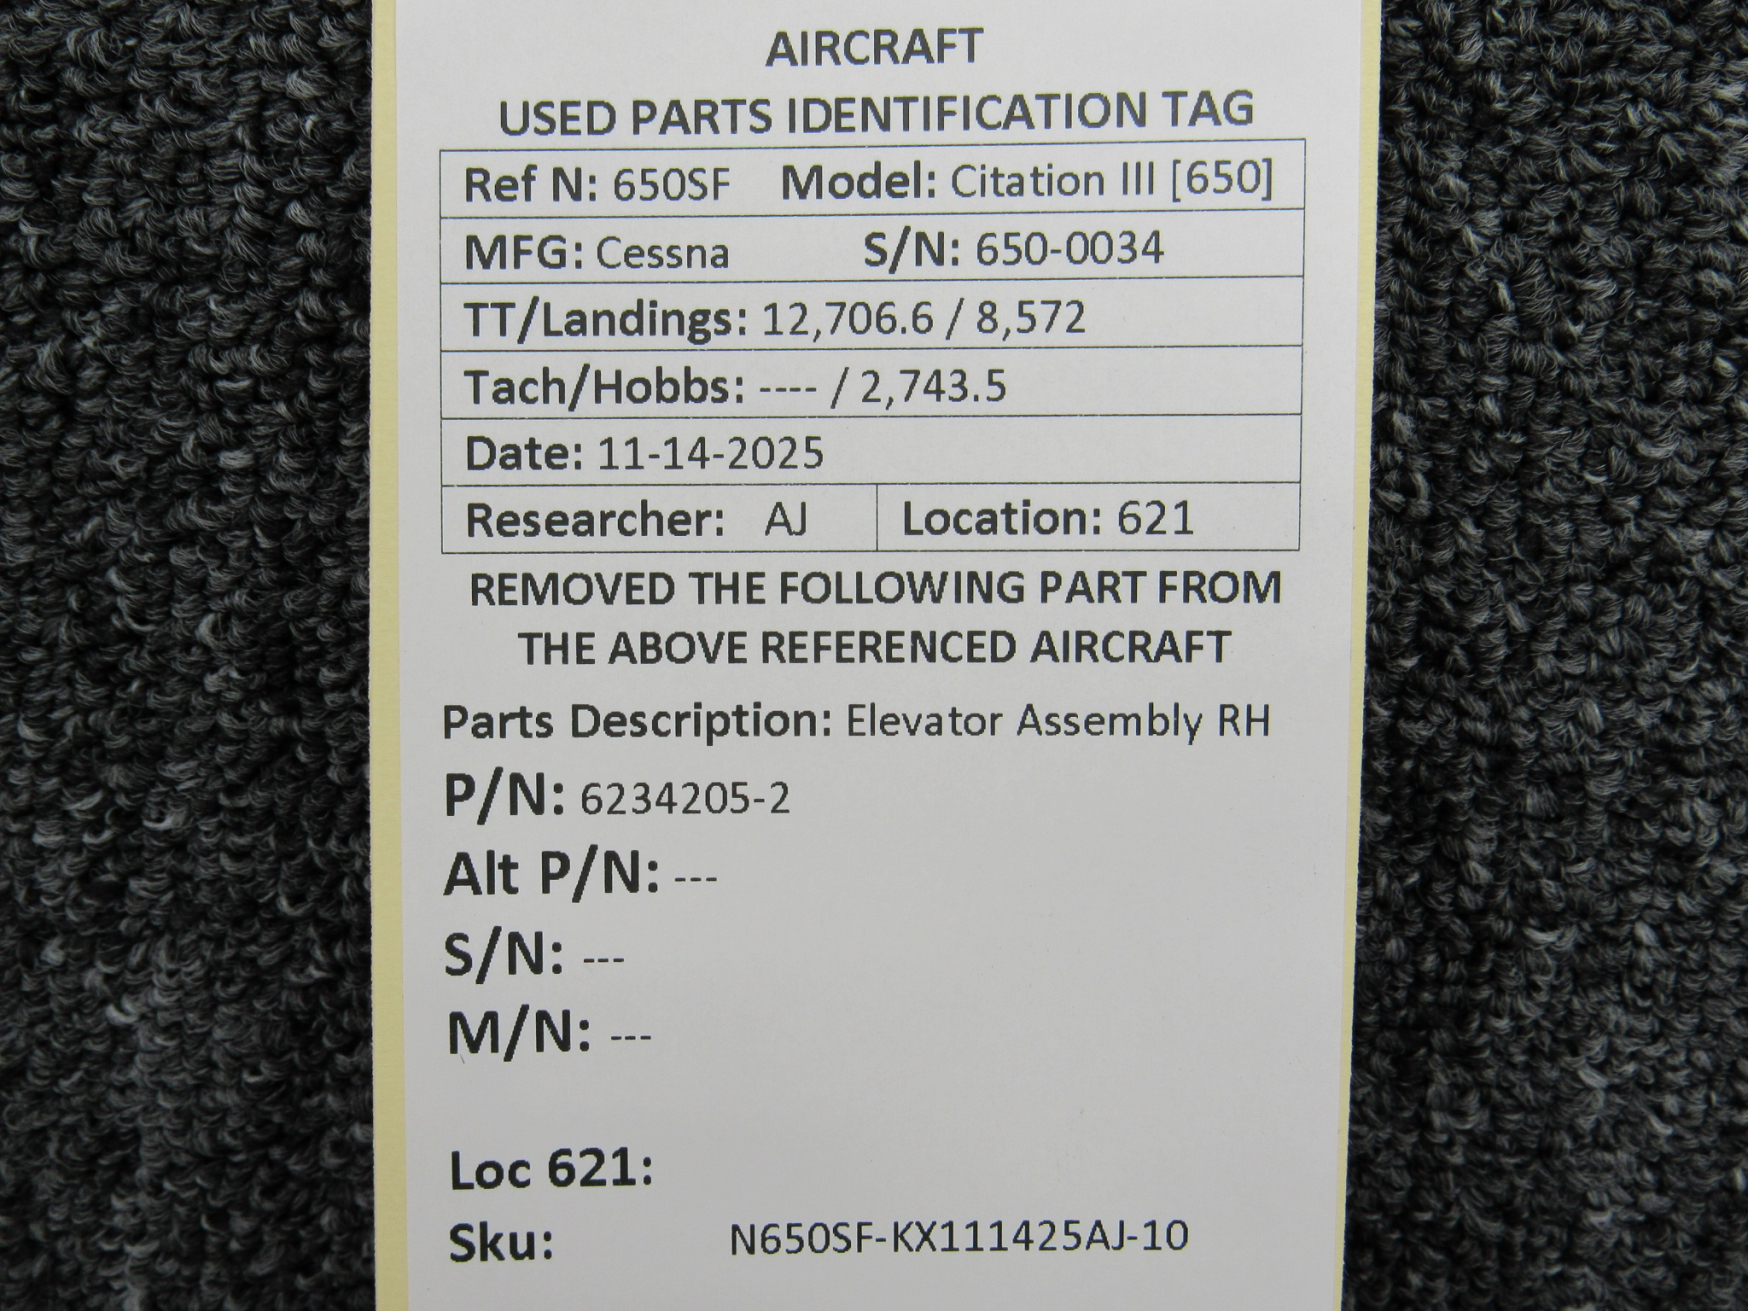 AIRCRAFT
USED PARTS IDENTIFICATION TAG
Ref N: 650SF Model: Citation III [650]
MFG: Cessna S/N: 650-0034
TT/Landings: 12,706.6 / 8,572
Tach/Hobbs: ---- / 2,743.5
Date: 11-14-2025
Researcher: AJ Location: 621
REMOVED THE FOLLOWING PART FROM
THE ABOVE REFERENCED AIRCRAFT
Parts Description: Elevator Assembly RH
P/N: 6234205-2
Alt P/N: ---
S/N: ---
M/N: ---
Loc 621:
Sku: N650SF-KX111425AJ-10